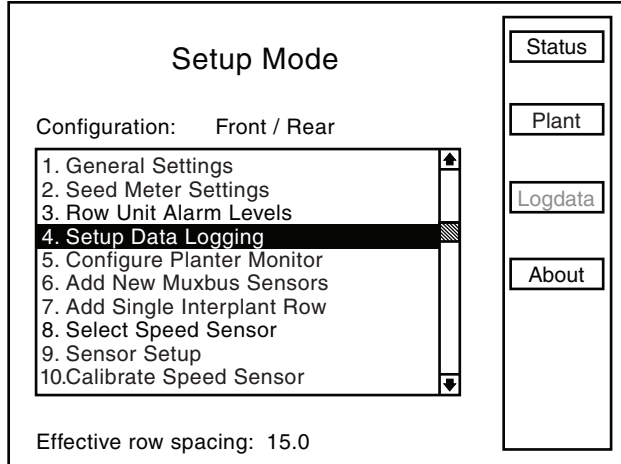 Setup Mode
Configuration: Front / Rear
1. General Settings
2. Seed Meter Settings
3. Row Unit Alarm Levels
4. Setup Data Logging
5. Configure Planter Monitor
6. Add New Muxbus Sensors
7. Add Single Interplant Row
8. Select Speed Sensor
9. Sensor Setup
10.Calibrate Speed Sensor
Effective row spacing: 15.0
Status
Plant
Logdata
About